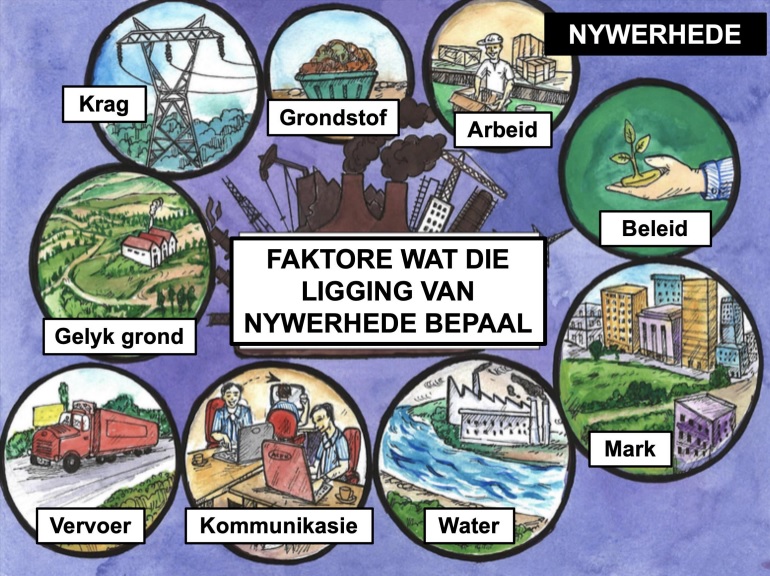 NYWERHEDE
Krag
Grondstof
Arbeid
Beleid
FAKTORE WAT DIE
LIGGING VAN
NYWERHEDE BEPAAL
Gelyk grond
Mark
Vervoer
Kommunikasie
Water